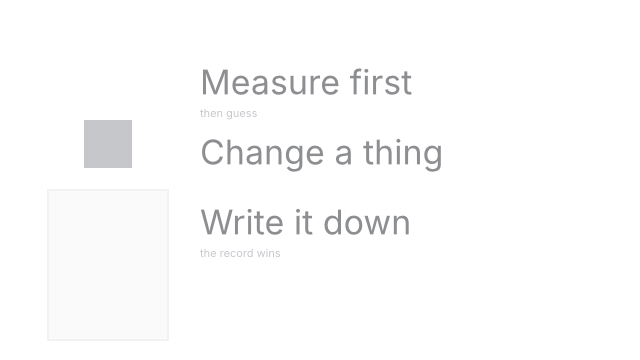 Measure first
then guess
Change a thing
Write it down
the record wins